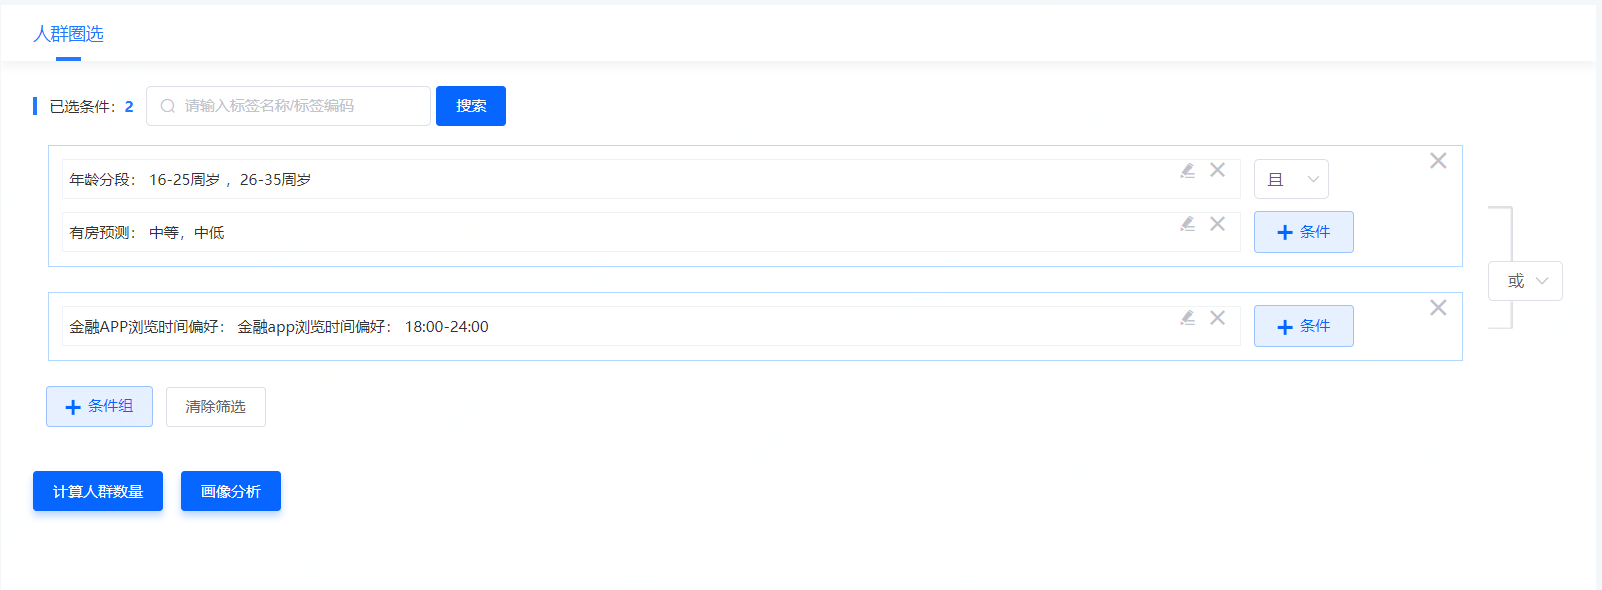 人群圈选
已选条件：2 请输入标签名称/标签编码 搜索
年龄分段： 16-25周岁 ，26-35周岁 且
有房预测： 中等，中低 条件
或
金融APP浏览时间偏好： 金融app浏览时间偏好： 18:00-24:00 条件
条件组 清除筛选
计算人群数量 画像分析